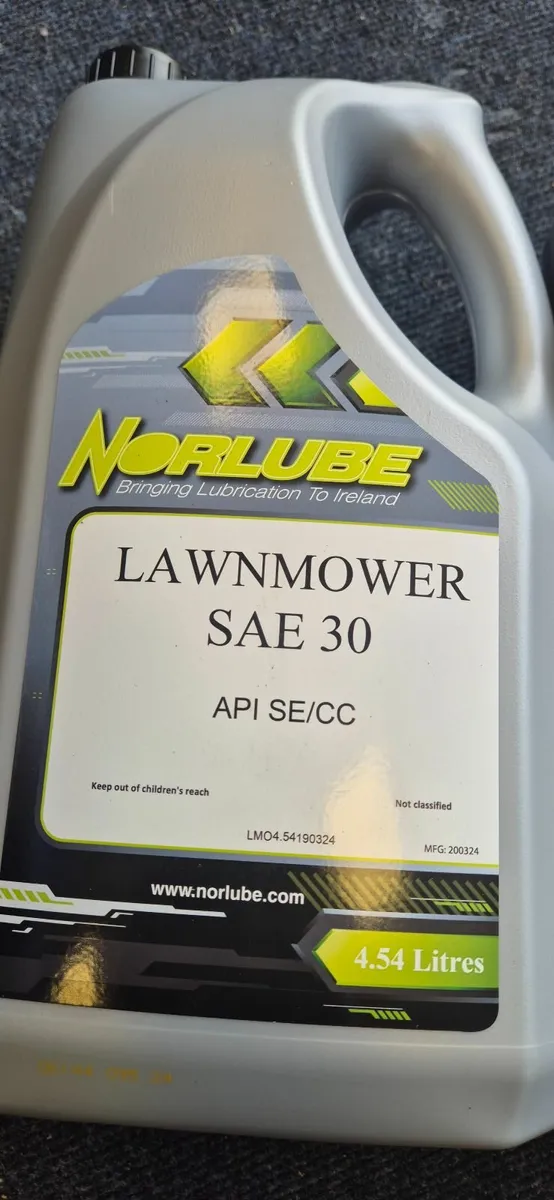 NORLUBE
Bringing Lubrication To Ireland
LAWNMOWER
SAE 30
API SE/CC
Keep out of children's reach
Not classified
LMO4.54190324
MFG: 200324
www.norlube.com
4.54 Litres